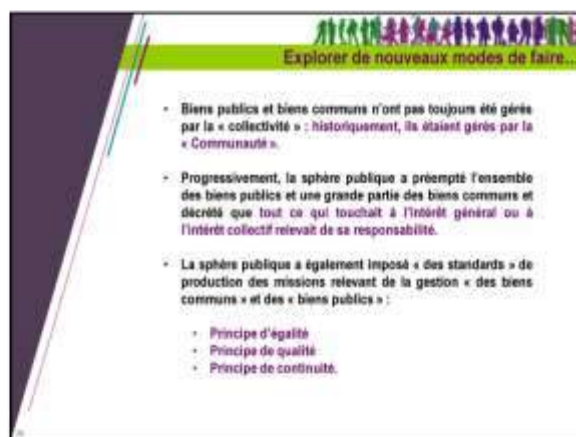 Explorer de nouveaux modes de faire...
• Biens publics et biens communs n'ont pas toujours été gérés
par la « collectivité » : historiquement, ils étaient gérés par la
« Communauté ».
• Progressivement, la sphère publique a préempté l'ensemble
des biens publics et une grande partie des biens communs et
décrété que tout ce qui touchait à l'intérêt général ou à
l'intérêt collectif relevait de sa responsabilité.
• La sphère publique a également imposé « des standards » de
production des missions relevant de la gestion « des biens
communs » et des « biens publics » :
• Principe d'égalité
• Principe de qualité
• Principe de continuité.